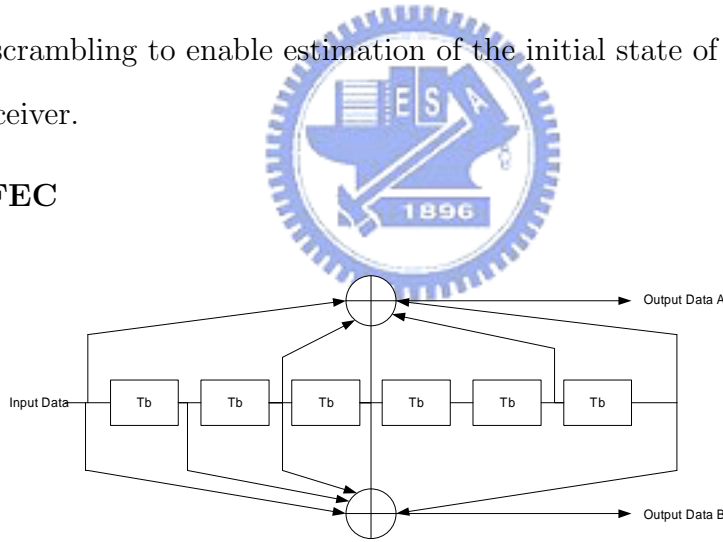 scrambling to enable estimation of the initial state of
ceiver.
FEC
E S A
1896
Output Data A
Input Data
Tb Tb Tb Tb Tb Tb
Output Data B